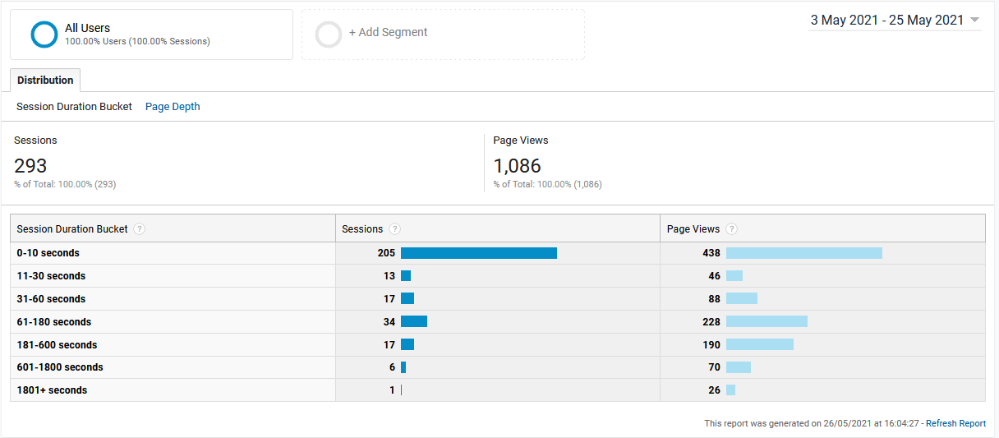 All Users
100.00% Users (100.00% Sessions)
+ Add Segment
3 May 2021 - 25 May 2021
Distribution
Session Duration Bucket Page Depth
Sessions Page Views
293 1,086
% of Total: 100.00% (293) % of Total: 100.00% (1,086)
Session Duration Bucket ? Sessions ? Page Views ?
0-10 seconds 205 438
11-30 seconds 13 46
31-60 seconds 17 88
61-180 seconds 34 228
181-600 seconds 17 190
601-1800 seconds 6 70
1801+ seconds 1 26
This report was generated on 26/05/2021 at 16:04:27 - Refresh Report